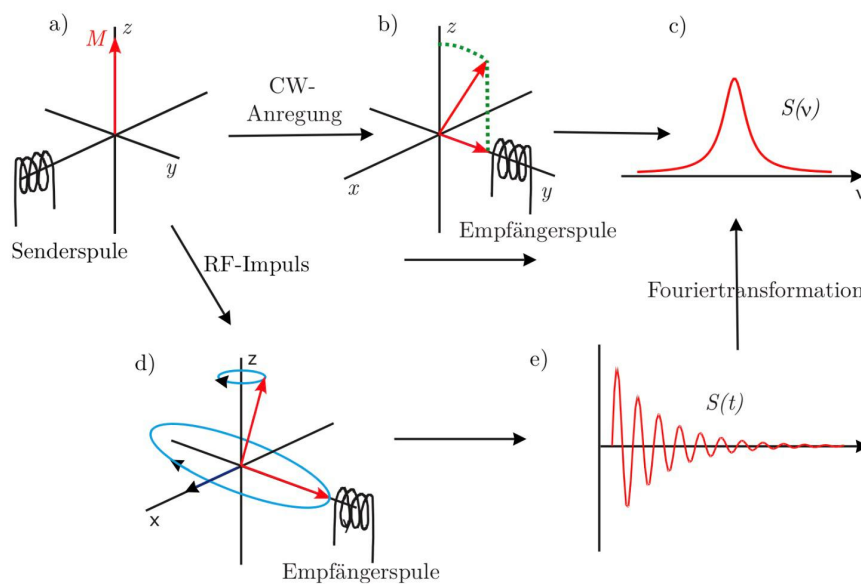 a)
M
z
y
Senderspule
CW-
Anregung
b)
z
x
y
Empfängerspule
c)
S(ν)
ν
RF-Impuls
Fouriertransformation
d)
z
x
y
Empfängerspule
e)
S(t)